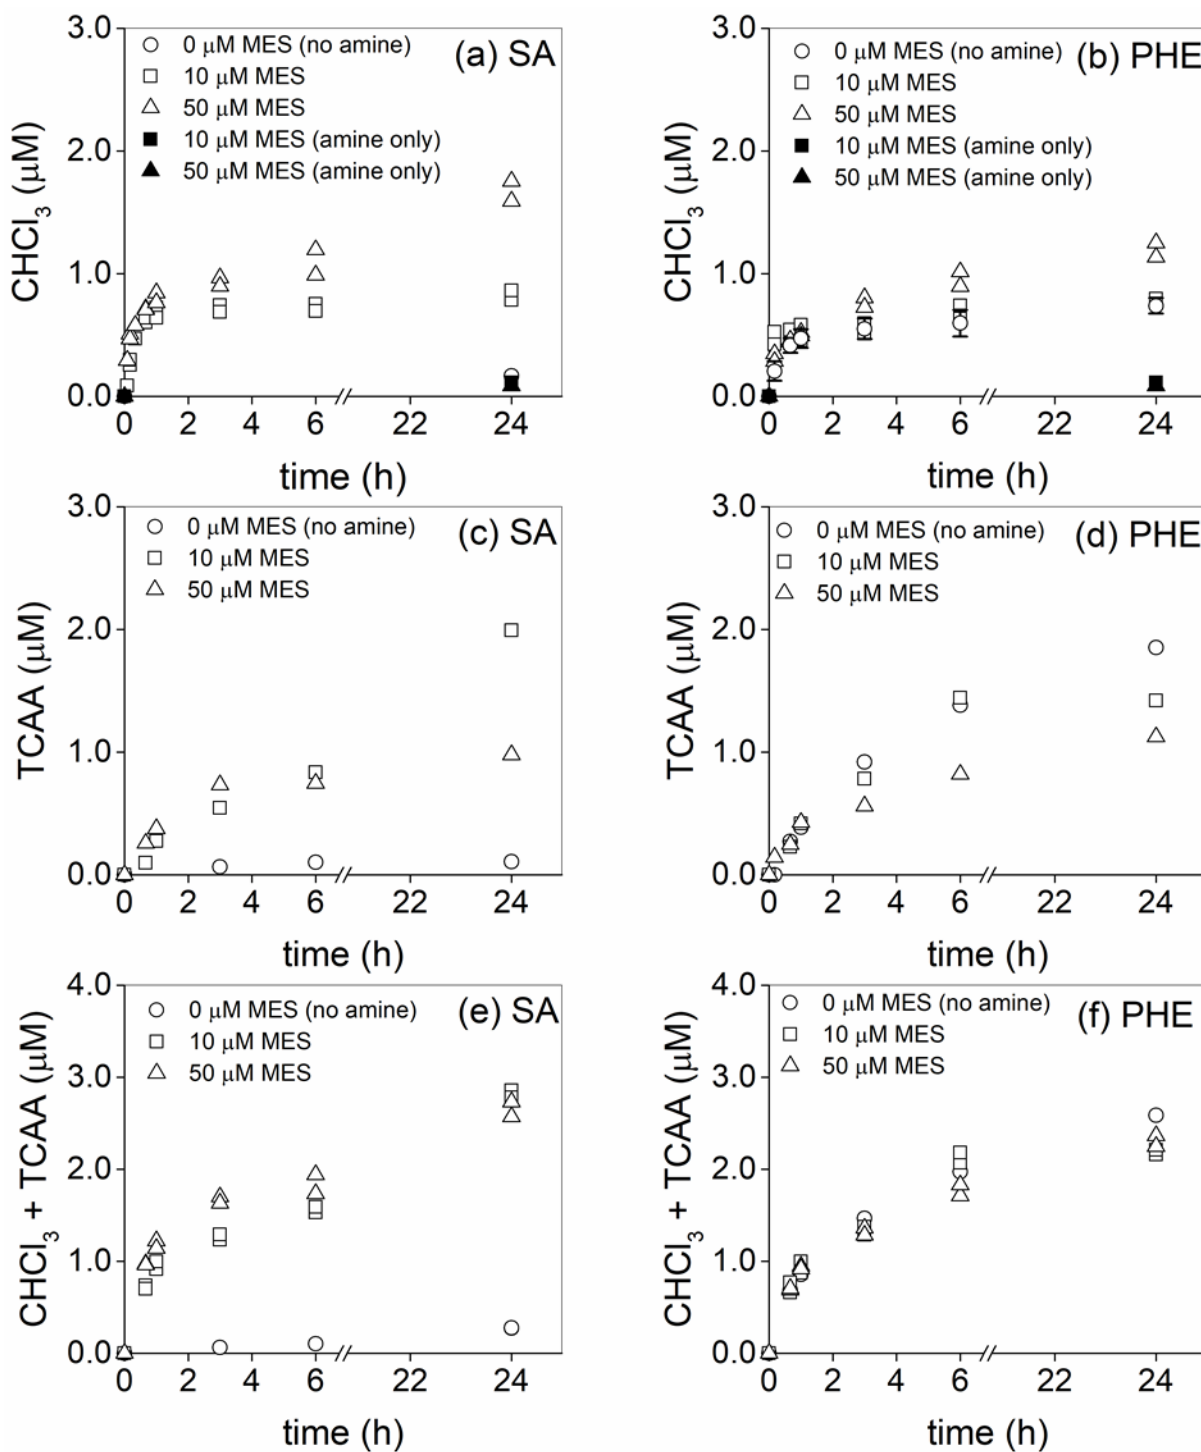 3.0
2.0
1.0
0.0
CHCl3 (μM)
0 μM MES (no amine)
10 μM MES
50 μM MES
10 μM MES (amine only)
50 μM MES (amine only)
(a) SA
0 2 4 6 22 24
time (h)
3.0
2.0
1.0
0.0
CHCl3 (μM)
0 μM MES (no amine)
10 μM MES
50 μM MES
10 μM MES (amine only)
50 μM MES (amine only)
(b) PHE
0 2 4 6 22 24
time (h)
3.0
2.0
1.0
0.0
TCAA (μM)
0 μM MES (no amine)
10 μM MES
50 μM MES
(c) SA
0 2 4 6 22 24
time (h)
3.0
2.0
1.0
0.0
TCAA (μM)
0 μM MES (no amine)
10 μM MES
50 μM MES
(d) PHE
0 2 4 6 22 24
time (h)
4.0
3.0
2.0
1.0
0.0
CHCl3 + TCAA (μM)
0 μM MES (no amine)
10 μM MES
50 μM MES
(e) SA
0 2 4 6 22 24
time (h)
4.0
3.0
2.0
1.0
0.0
CHCl3 + TCAA (μM)
0 μM MES (no amine)
10 μM MES
50 μM MES
(f) PHE
0 2 4 6 22 24
time (h)